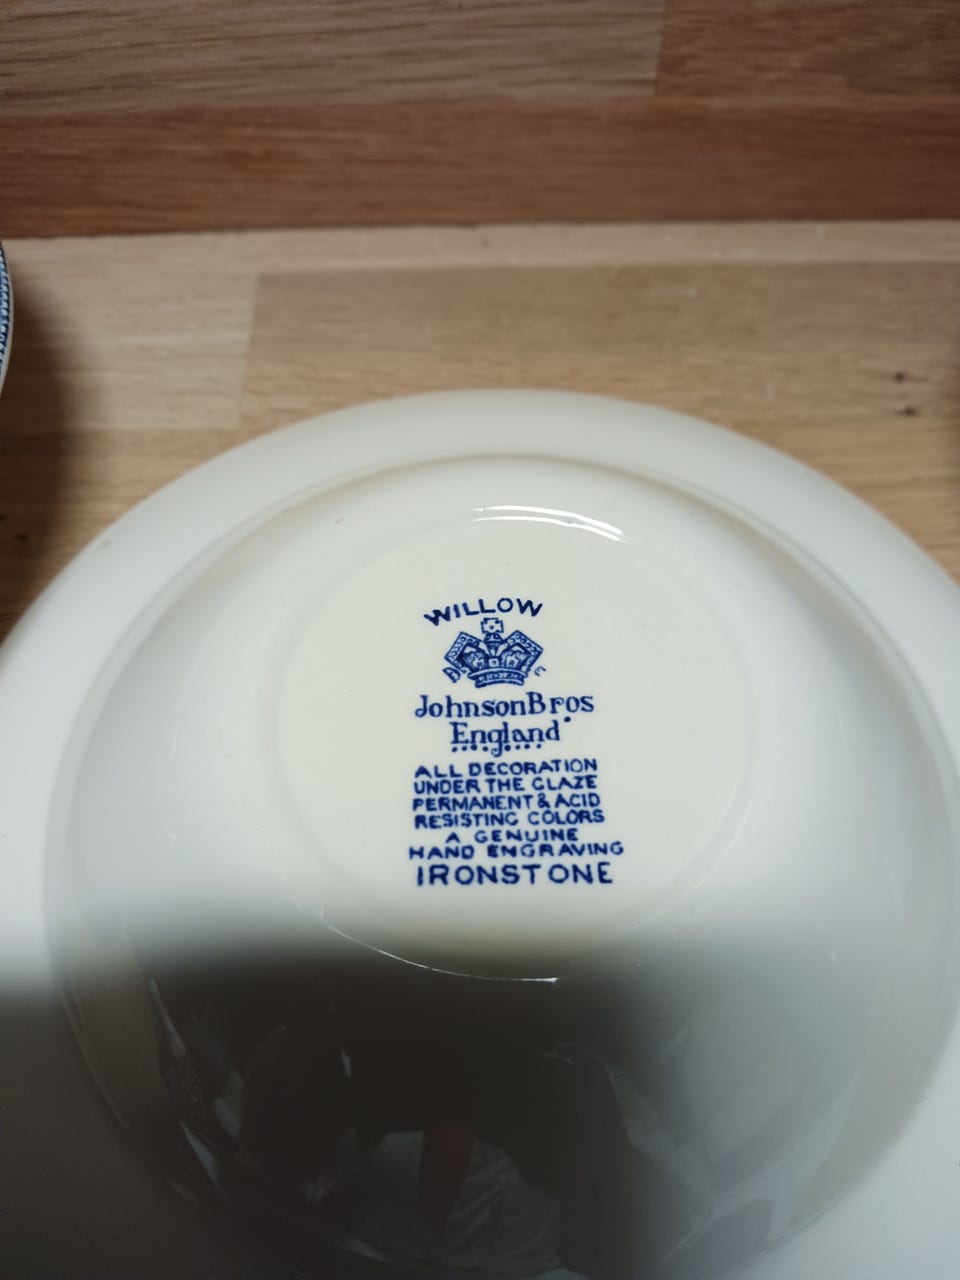 WILLOW
JohnsonBros
England
ALL DECORATION
UNDER THE GLAZE
PERMANENT & ACID
RESISTING COLORS
A GENUINE
HAND ENGRAVING
IRONSTONE